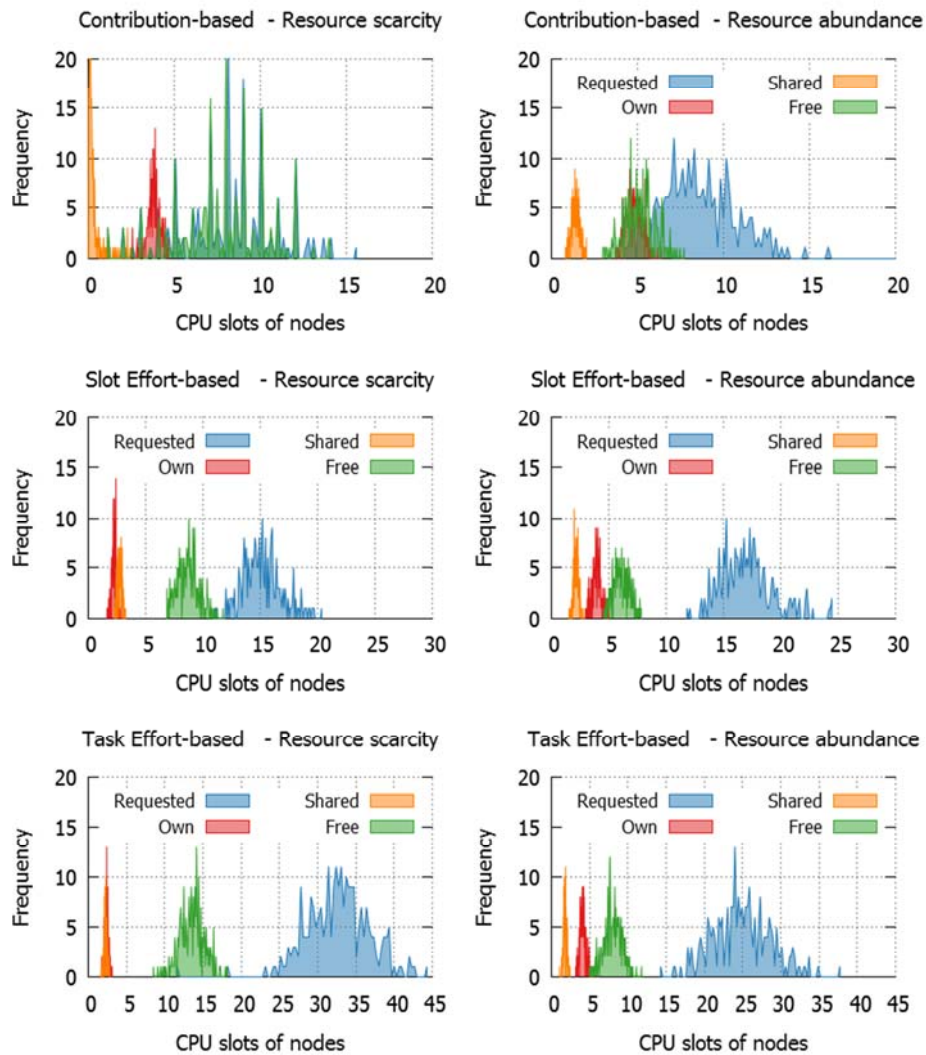 Contribution-based - Resource scarcity
20
15
10
5
0
Frequency
0 5 10 15 20
CPU slots of nodes
Contribution-based - Resource abundance
20
15
10
5
0
Frequency
Requested Shared
Own Free
0 5 10 15 20
CPU slots of nodes
Slot Effort-based - Resource scarcity
20
15
10
5
0
Frequency
Requested Shared
Own Free
0 5 10 15 20 25 30
CPU slots of nodes
Slot Effort-based - Resource abundance
20
15
10
5
0
Frequency
Requested Shared
Own Free
0 5 10 15 20 25 30
CPU slots of nodes
Task Effort-based - Resource scarcity
20
15
10
5
0
Frequency
Requested Shared
Own Free
0 5 10 15 20 25 30 35 40 45
CPU slots of nodes
Task Effort-based - Resource abundance
20
15
10
5
0
Frequency
Requested Shared
Own Free
0 5 10 15 20 25 30 35 40 45
CPU slots of nodes